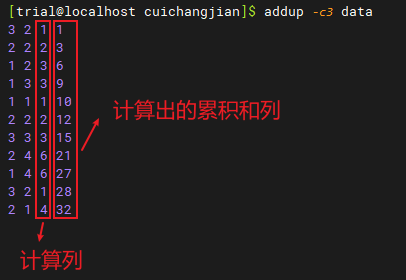 [trial@localhost cuichangjian]$ addup -c3 data
3 2 1 1
2 2 2 3
1 2 3 6
1 3 3 9
1 1 1 10
2 2 2 12
3 3 3 15
2 4 6 21
1 4 6 27
3 2 1 28
2 1 4 32
计算出的累积和列
计算列